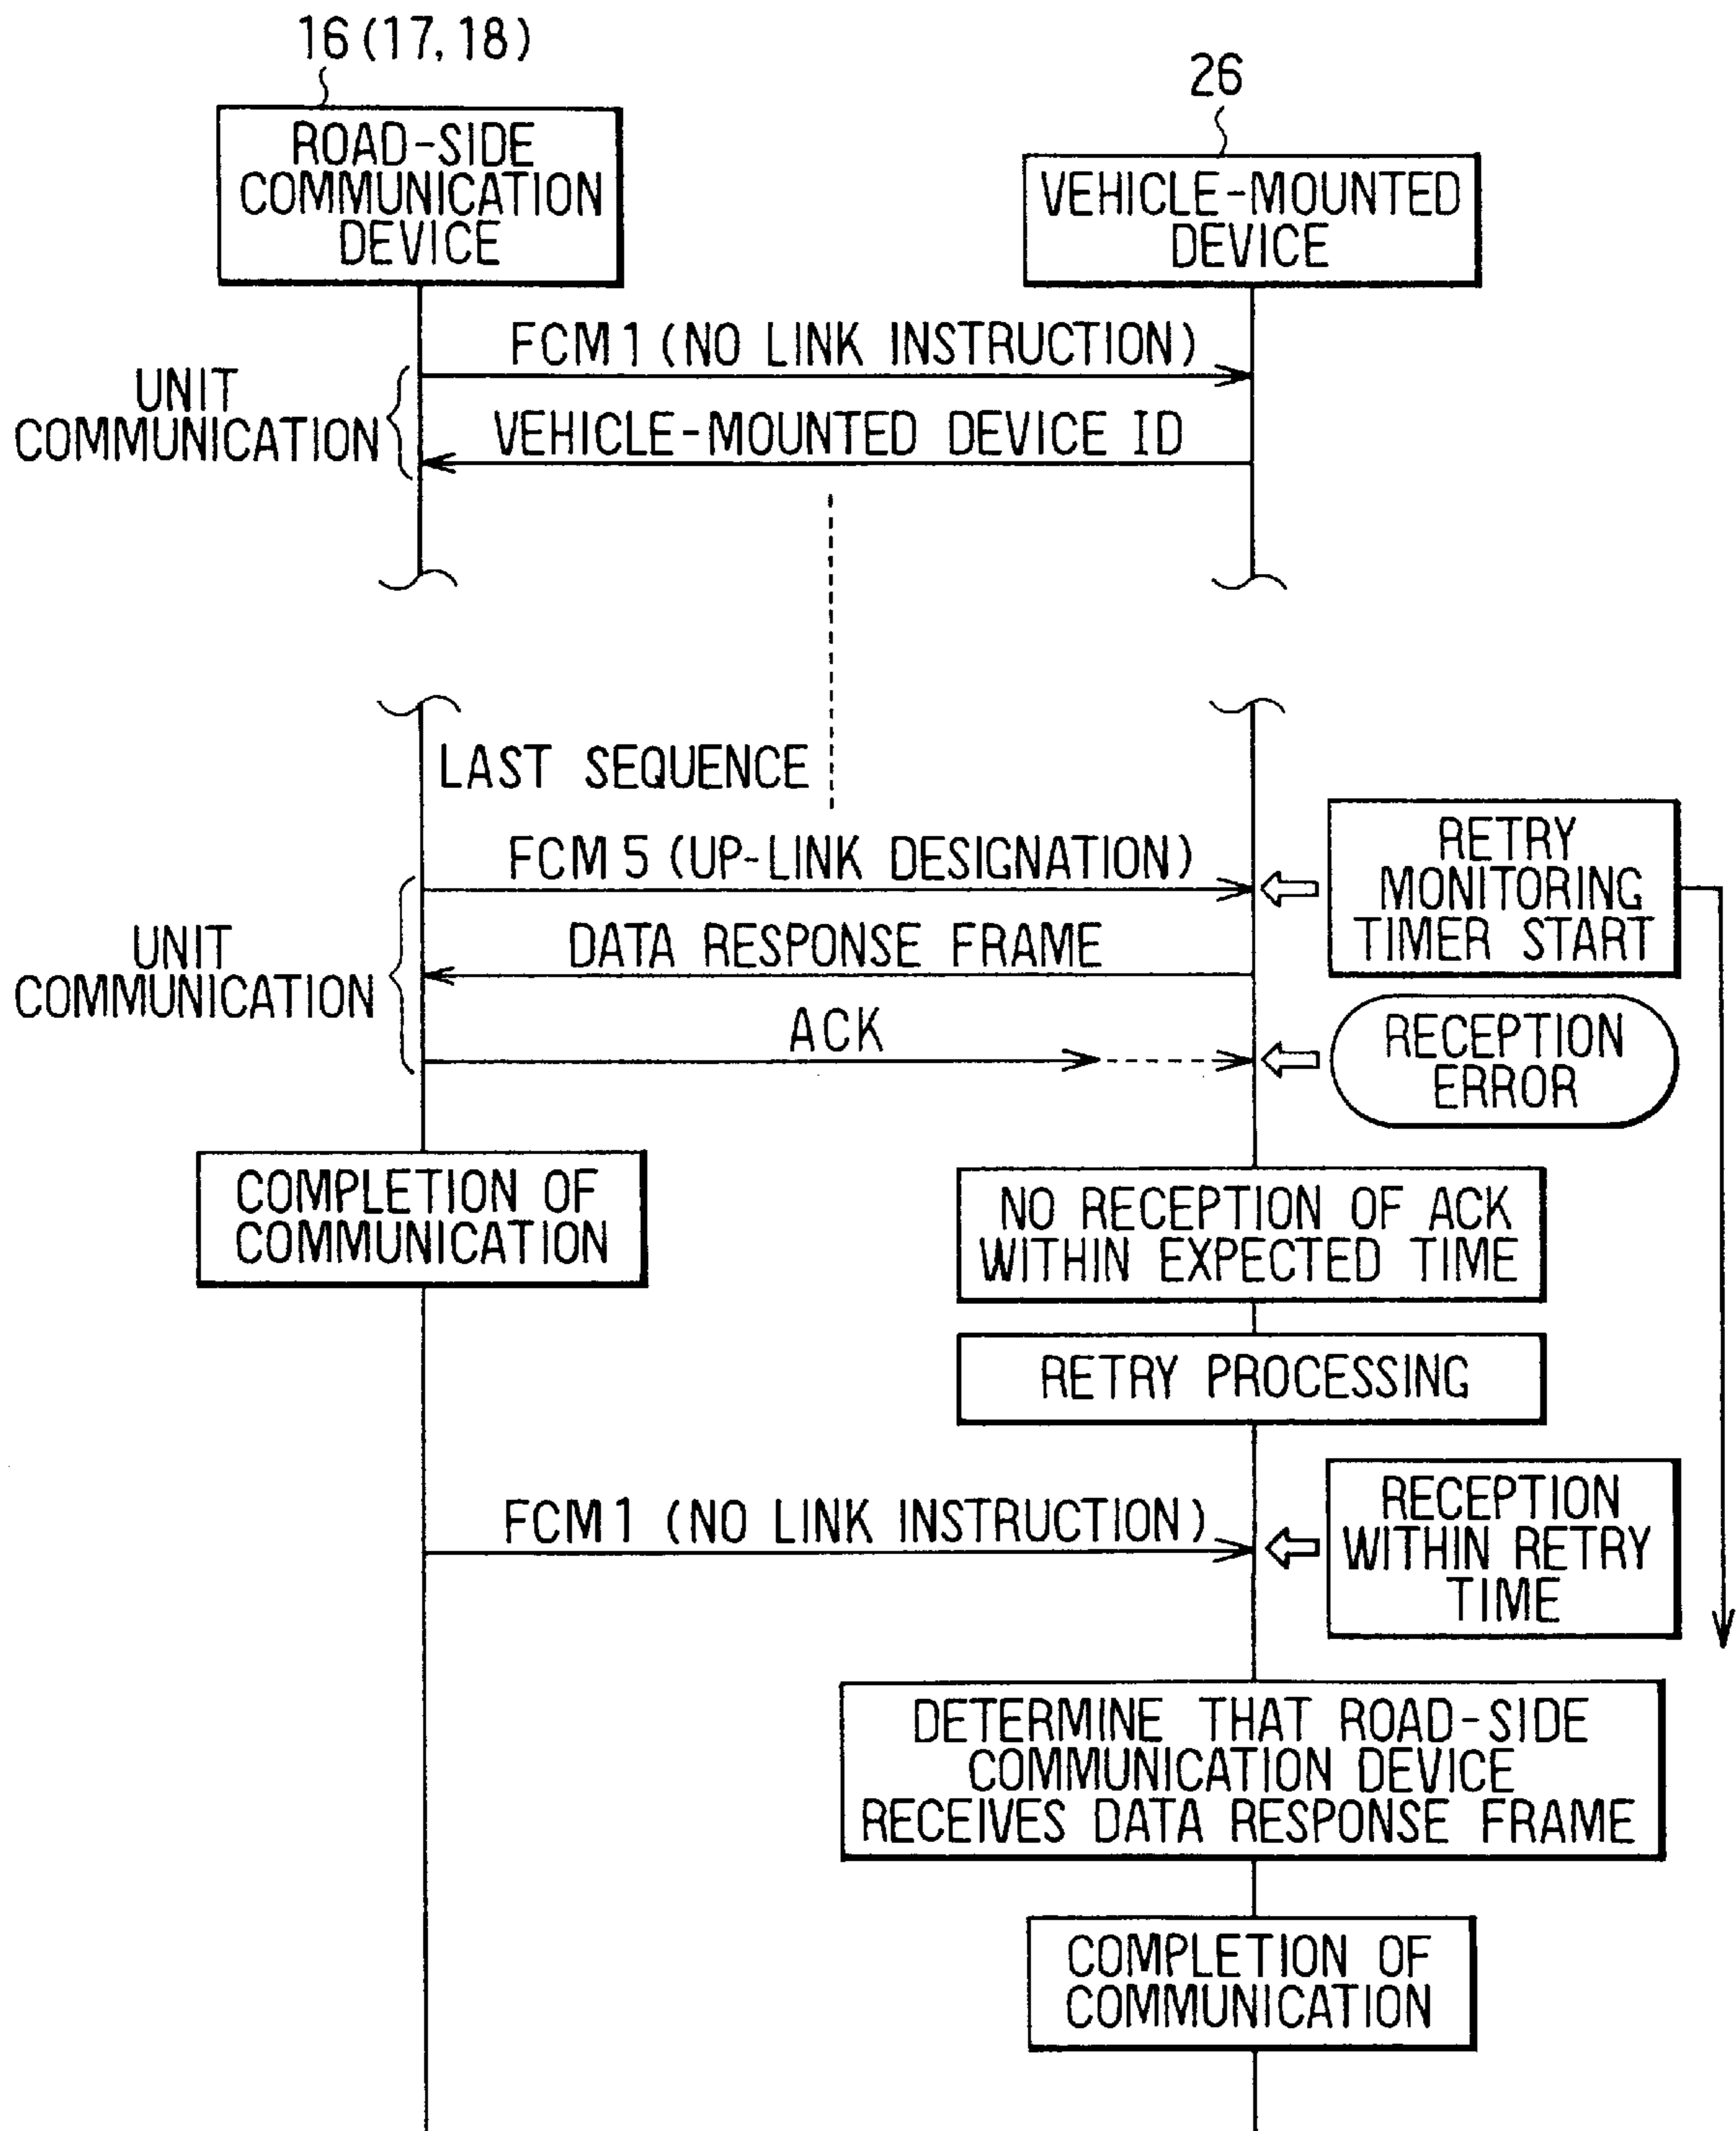 16 (17, 18)
26
ROAD-SIDE
COMMUNICATION
DEVICE
VEHICLE-MOUNTED
DEVICE
FCM 1 (NO LINK INSTRUCTION)
UNIT
COMMUNICATION
VEHICLE-MOUNTED DEVICE ID
LAST SEQUENCE
FCM 5 (UP-LINK DESIGNATION)
RETRY
MONITORING
TIMER START
UNIT
COMMUNICATION
DATA RESPONSE FRAME
ACK
RECEPTION
ERROR
COMPLETION OF
COMMUNICATION
NO RECEPTION OF ACK
WITHIN EXPECTED TIME
RETRY PROCESSING
FCM 1 (NO LINK INSTRUCTION)
RECEPTION
WITHIN RETRY
TIME
DETERMINE THAT ROAD-SIDE
COMMUNICATION DEVICE
RECEIVES DATA RESPONSE FRAME
COMPLETION OF
COMMUNICATION